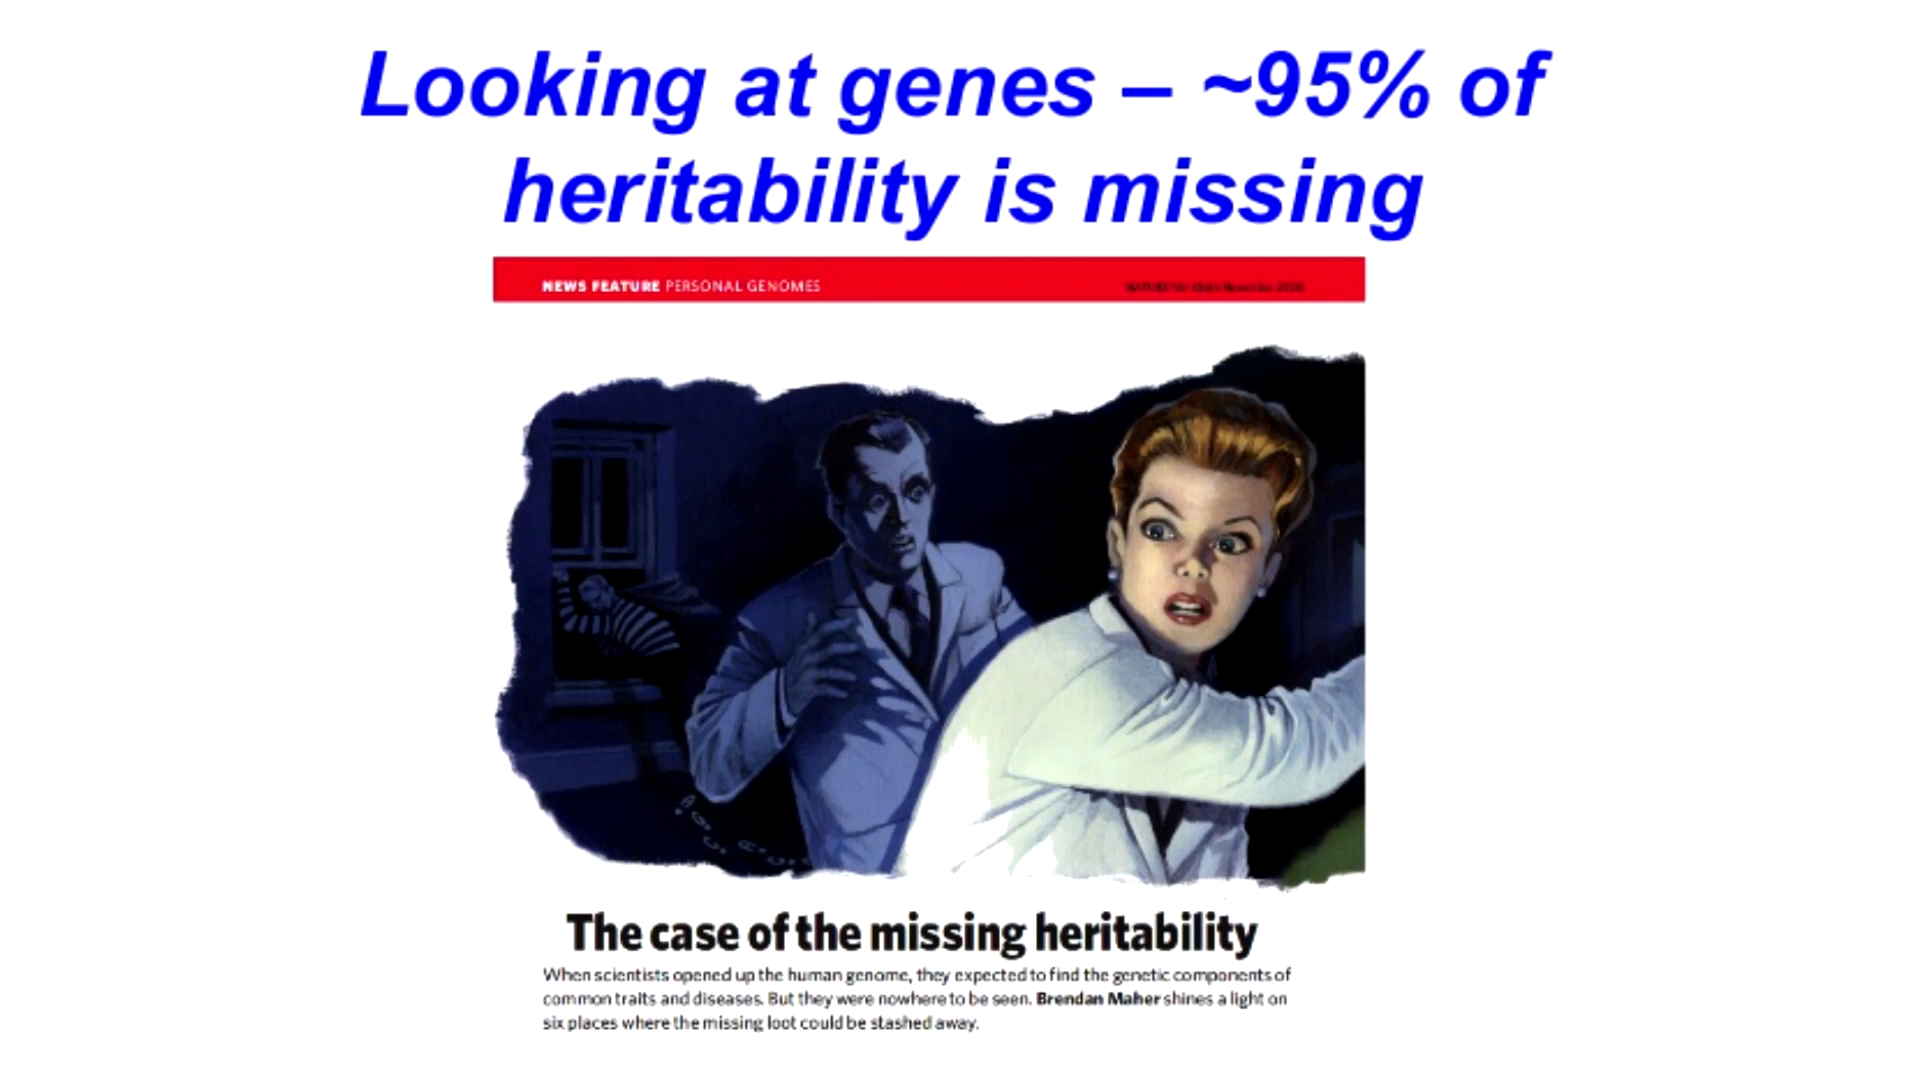 Looking at genes – ~95% of
heritability is missing
NEWS FEATURE PERSONAL GENOMES
The case of the missing heritability
When scientists opened up the human genome, they expected to find the genetic components of
common traits and diseases. But they were nowhere to be seen. Brendan Maher shines a light on
six places where the missing loot could be stashed away.